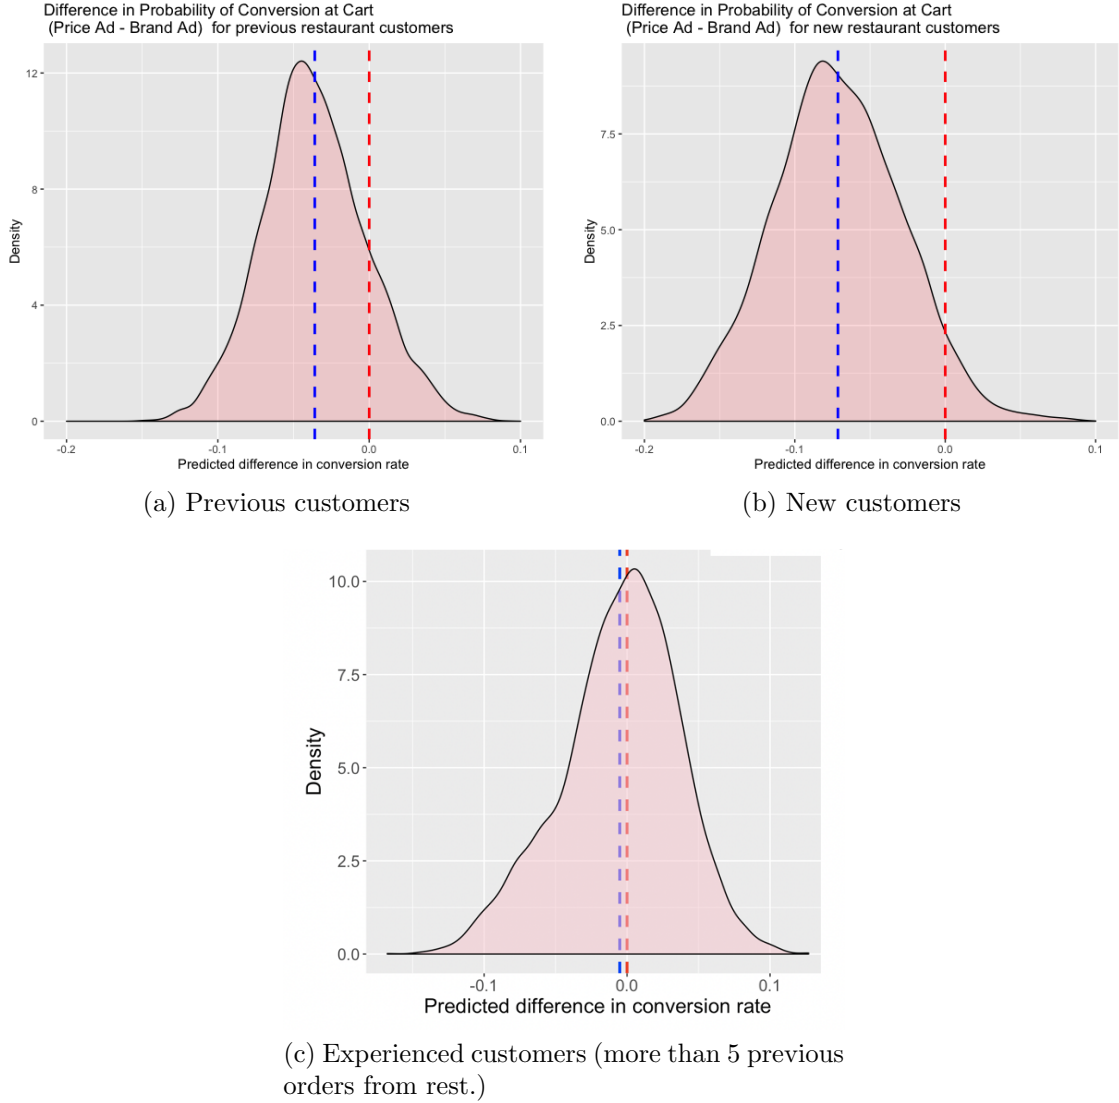 Difference in Probability of Conversion at Cart
(Price Ad - Brand Ad)  for previous restaurant customers
12
8
4
0
Density
-0.2
-0.1
0.0
0.1
Predicted difference in conversion rate
(a) Previous customers
Difference in Probability of Conversion at Cart
(Price Ad - Brand Ad)  for new restaurant customers
7.5
5.0
2.5
0.0
Density
-0.2
-0.1
0.0
0.1
Predicted difference in conversion rate
(b) New customers
10.0
7.5
5.0
2.5
0.0
Density
-0.1
0.0
0.1
Predicted difference in conversion rate
(c) Experienced customers (more than 5 previous
orders from rest.)